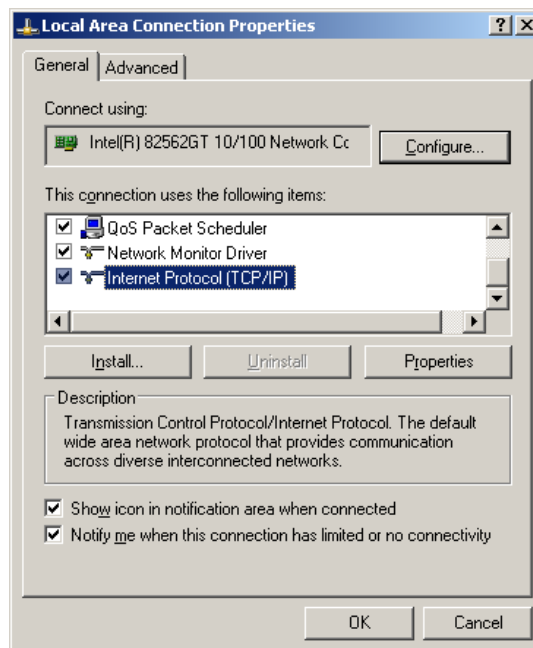 Local Area Connection Properties
General
Advanced
Connect using:
Intel(R) 82562GT 10/100 Network Cc
Configure...
This connection uses the following items:
QoS Packet Scheduler
Network Monitor Driver
Internet Protocol (TCP/IP)
Install...
Uninstall
Properties
Description
Transmission Control Protocol/Internet Protocol. The default
wide area network protocol that provides communication
across diverse interconnected networks.
Show icon in notification area when connected
Notify me when this connection has limited or no connectivity
OK
Cancel